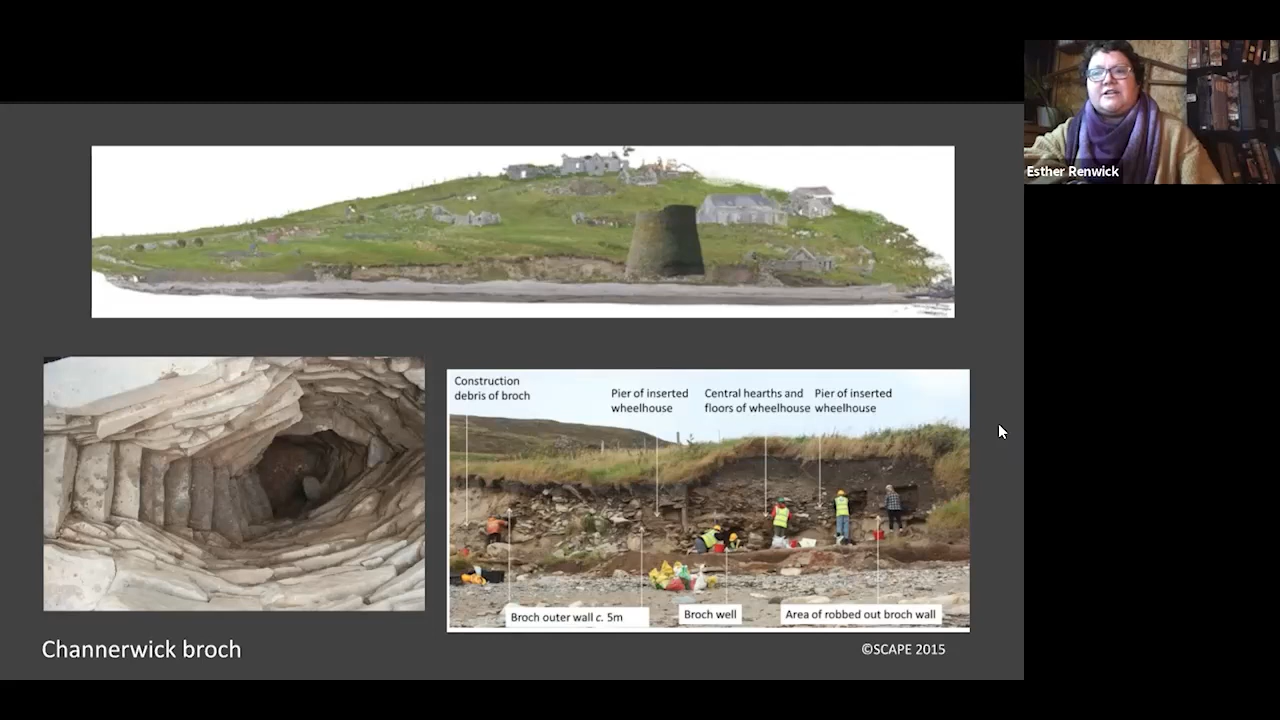 Esther Renwick
Construction
debris of broch
Pier of inserted
wheelhouse
Central hearths and
floors of wheelhouse
Pier of inserted
wheelhouse
Broch outer wall c. 5m
Broch well
Area of robbed out broch wall
Channerwick broch
©SCAPE 2015